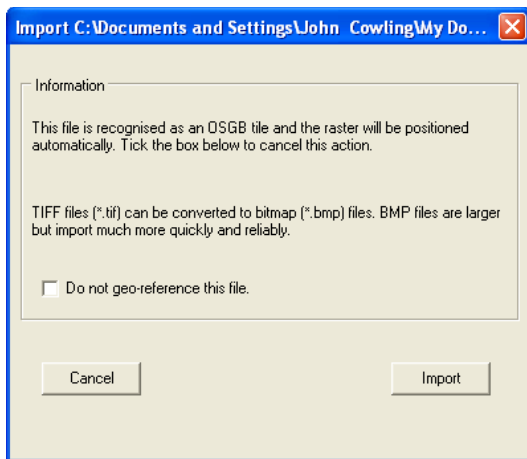 Import C:\Documents and Settings\John Cowling\My Do...
Information
This file is recognised as an OSGB tile and the raster will be positioned
automatically. Tick the box below to cancel this action.
TIFF files (*.tif) can be converted to bitmap (*.bmp) files. BMP files are larger
but import much more quickly and reliably.
Do not geo-reference this file.
Cancel
Import